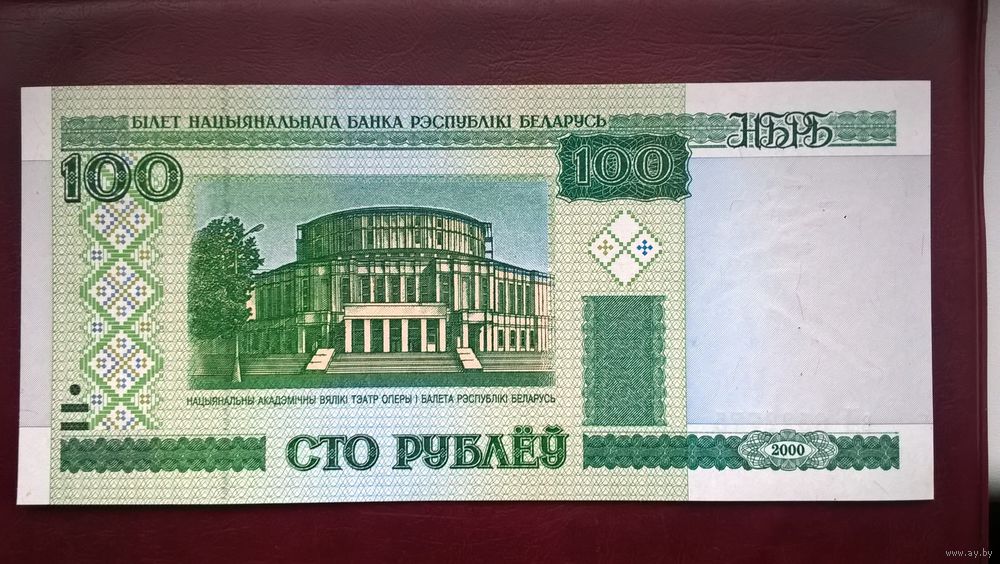 БІЛЕТ НАЦЫЯНАЛЬНАГА БАНКА РЭСПУБЛІКІ БЕЛАРУСЬ
НБРБ
100
100
НАЦЫЯНАЛЬНЫ АКАДЭМІЧНЫ ВЯЛІКІ ТЭАТР ОПЕРЫ І БАЛЕТА РЭСПУБЛІКІ БЕЛАРУСЬ
СТО РУБЛЁЎ
2000
www.ay.by